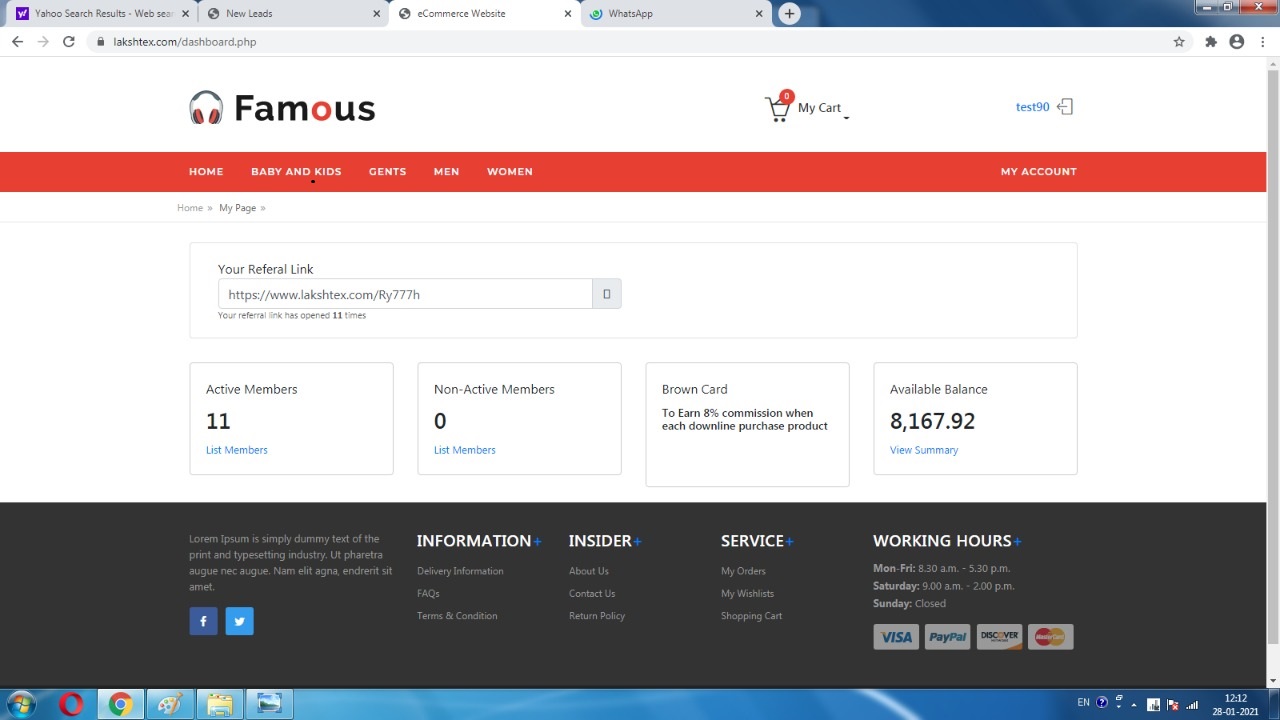 Yahoo Search Results - Web sear
New Leads
eCommerce Website
WhatsApp
lakshtex.com/dashboard.php
Famous
0
My Cart
test90
HOME BABY AND KIDS GENTS MEN WOMEN MY ACCOUNT
Home » My Page »
Your Referal Link
https://www.lakshtex.com/Ry777h
Your referral link has opened 11 times
Active Members
11
List Members
Non-Active Members
0
List Members
Brown Card
To Earn 8% commission when
each downline purchase product
Available Balance
8,167.92
View Summary
Lorem Ipsum is simply dummy text of the
print and typesetting industry. Ut pharetra
augue nec augue. Nam elit agna, endrerit sit
amet.
INFORMATION+
Delivery Information
FAQs
Terms & Condition
INSIDER+
About Us
Contact Us
Return Policy
SERVICE+
My Orders
My Wishlists
Shopping Cart
WORKING HOURS+
Mon-Fri: 8.30 a.m. - 5.30 p.m.
Saturday: 9.00 a.m. - 2.00 p.m.
Sunday: Closed
VISA PayPal DISCOVER MasterCard
EN
12:12
28-01-2021